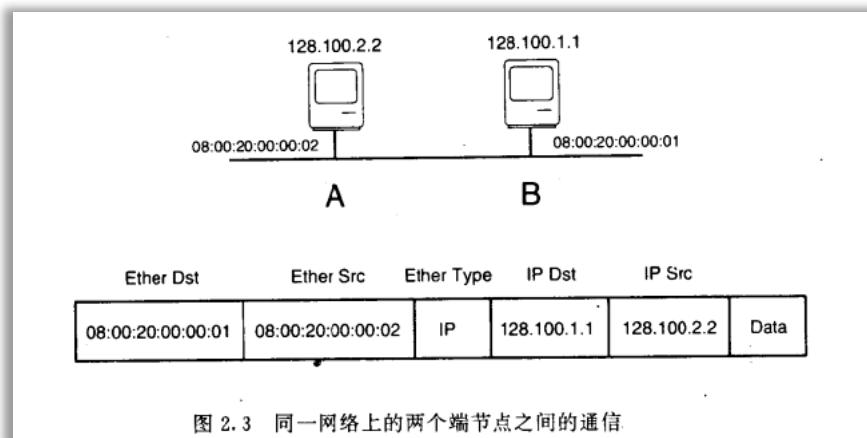 128.100.2.2 128.100.1.1
08:00:20:00:00:02 08:00:20:00:00:01
A B
Ether Dst Ether Src Ether Type IP Dst IP Src
08:00:20:00:00:01 08:00:20:00:00:02 IP 128.100.1.1 128.100.2.2 Data
图 2.3 同一网络上的两个端节点之间的通信